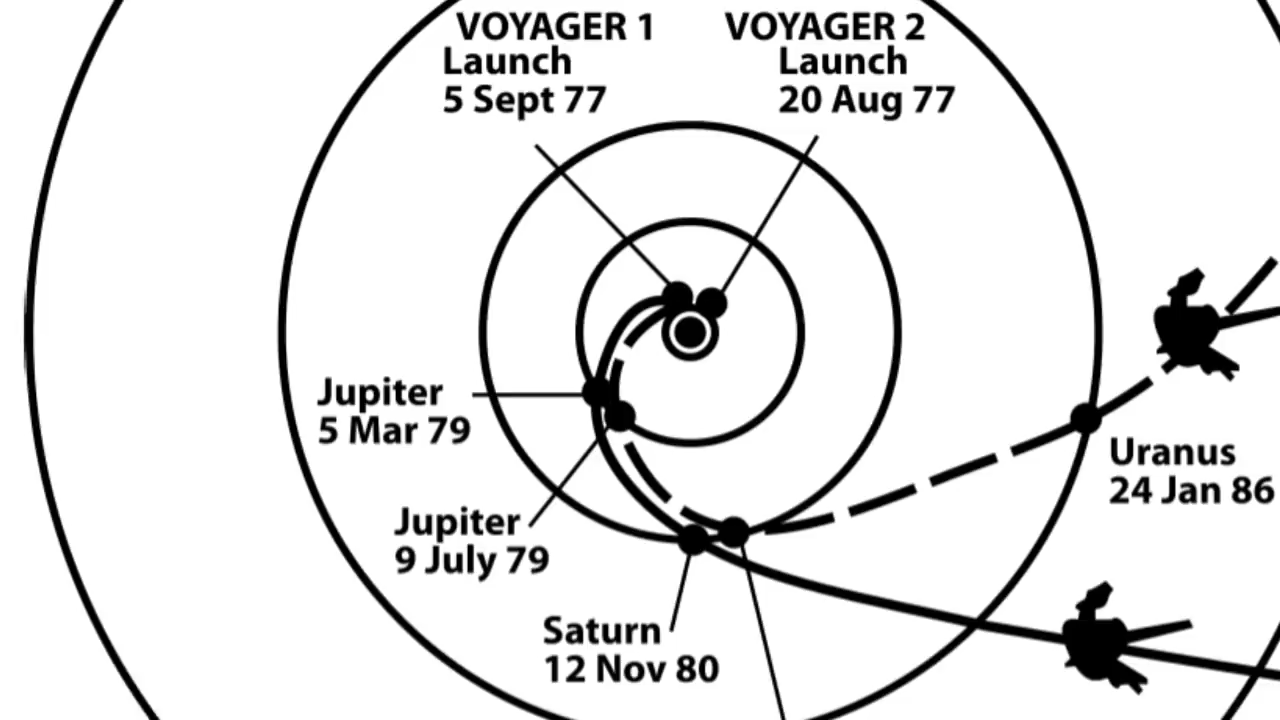 VOYAGER 1
Launch
5 Sept 77
VOYAGER 2
Launch
20 Aug 77
Jupiter
5 Mar 79
Jupiter
9 July 79
Saturn
12 Nov 80
Uranus
24 Jan 86